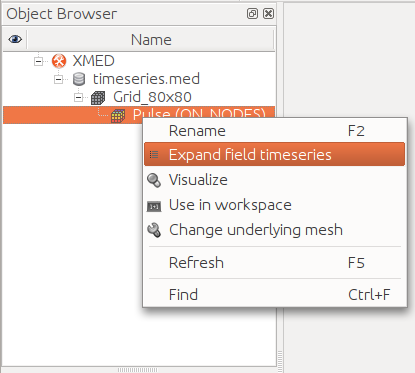 Object Browser
Name
XMED
timeseries.med
Grid_80x80
Pulse (ON_NODES)
Rename F2
Expand field timeseries
Visualize
Use in workspace
Change underlying mesh
Refresh F5
Find Ctrl+F